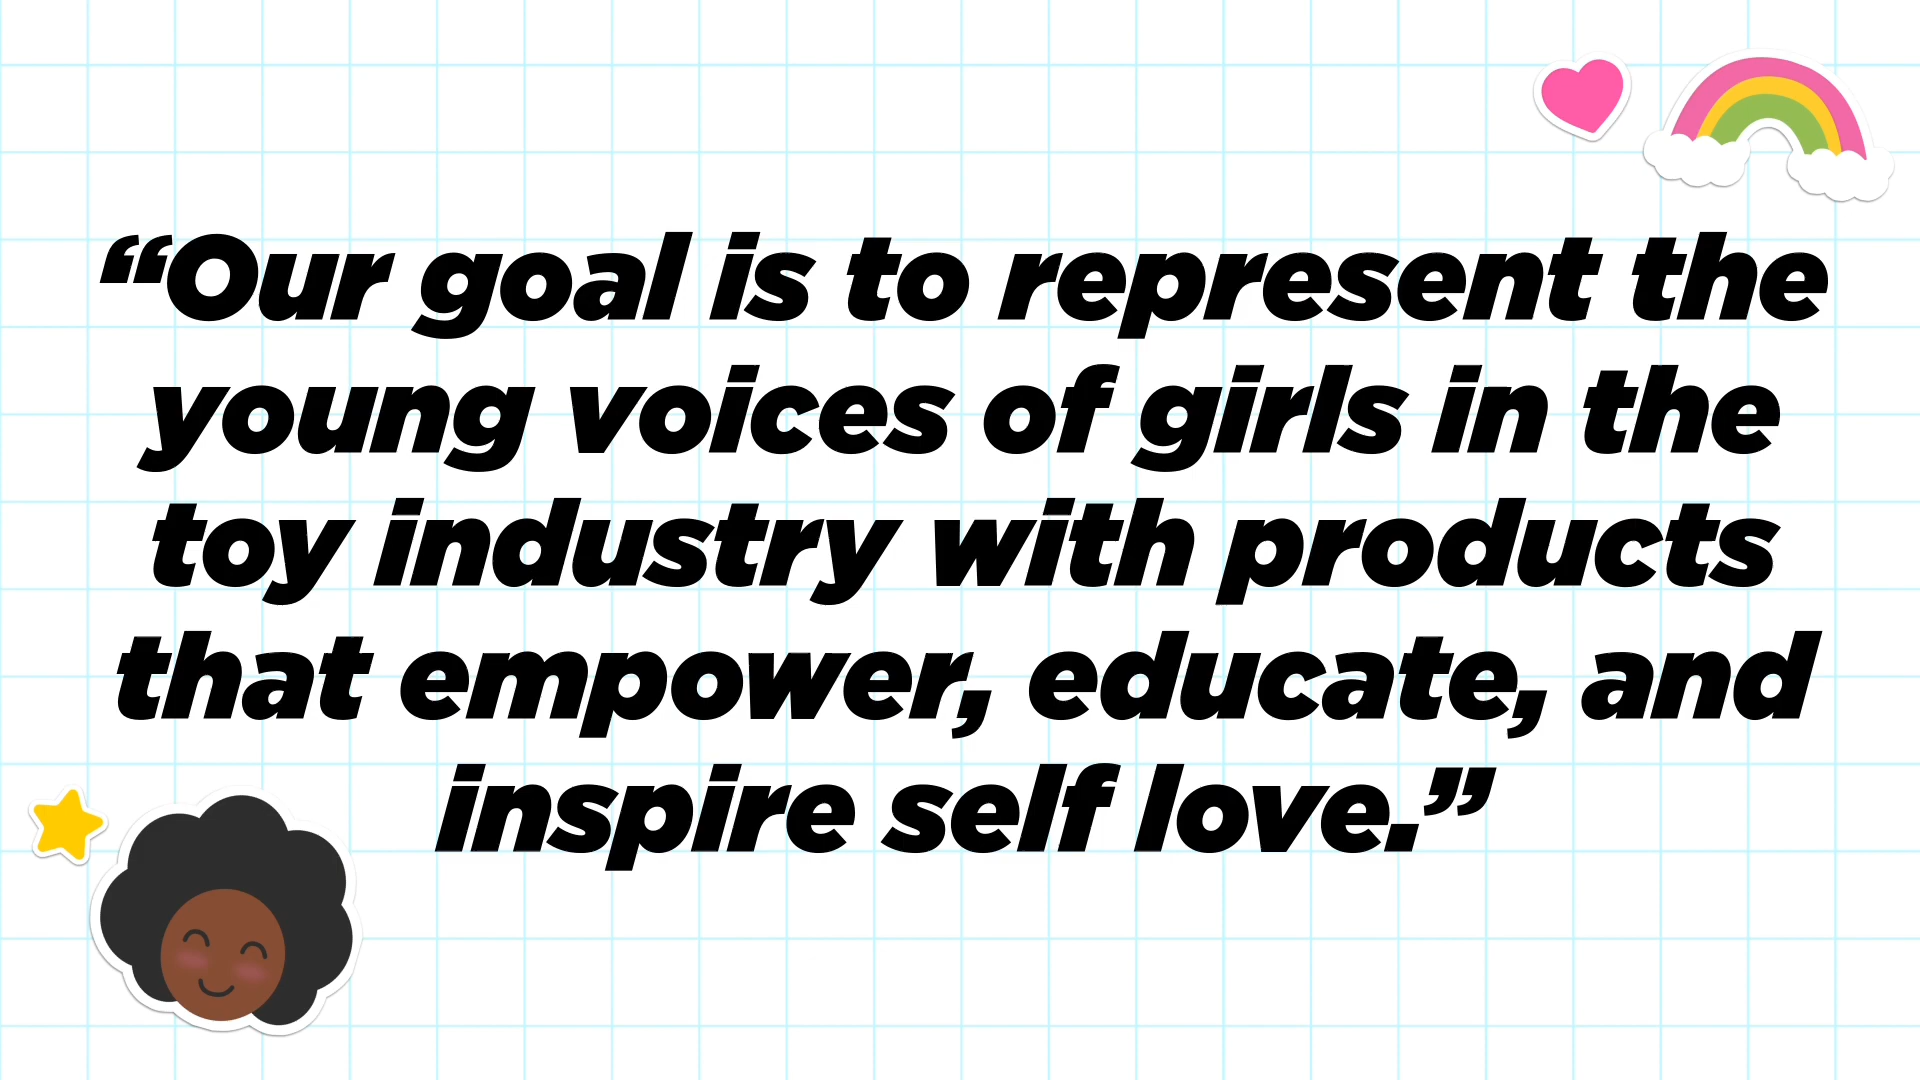 “Our goal is to represent the
young voices of girls in the
toy industry with products
that empower, educate, and
inspire self love.”